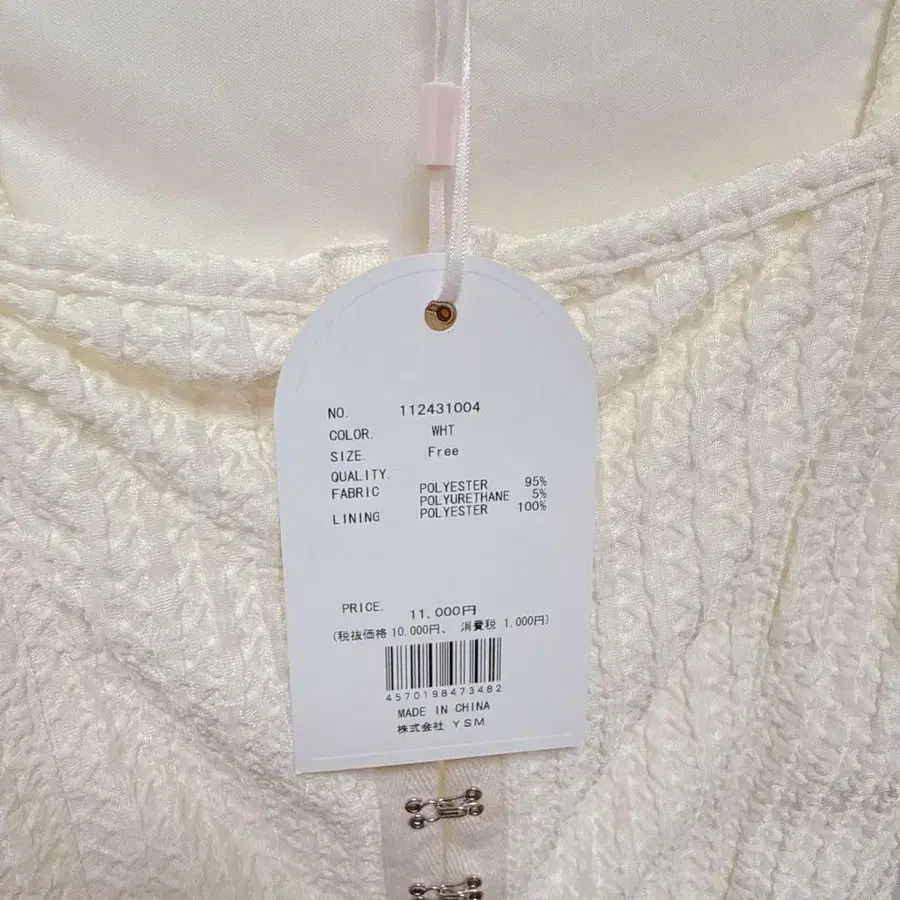 NO. 112431004
COLOR. WHT
SIZE. Free
QUALITY.
FABRIC POLYESTER 95%
POLYURETHANE 5%
LINING POLYESTER 100%
PRICE. 11,000円
(税抜価格 10,000円、 消費税 1,000円)
4570198473482
MADE IN CHINA
株式会社 YSM